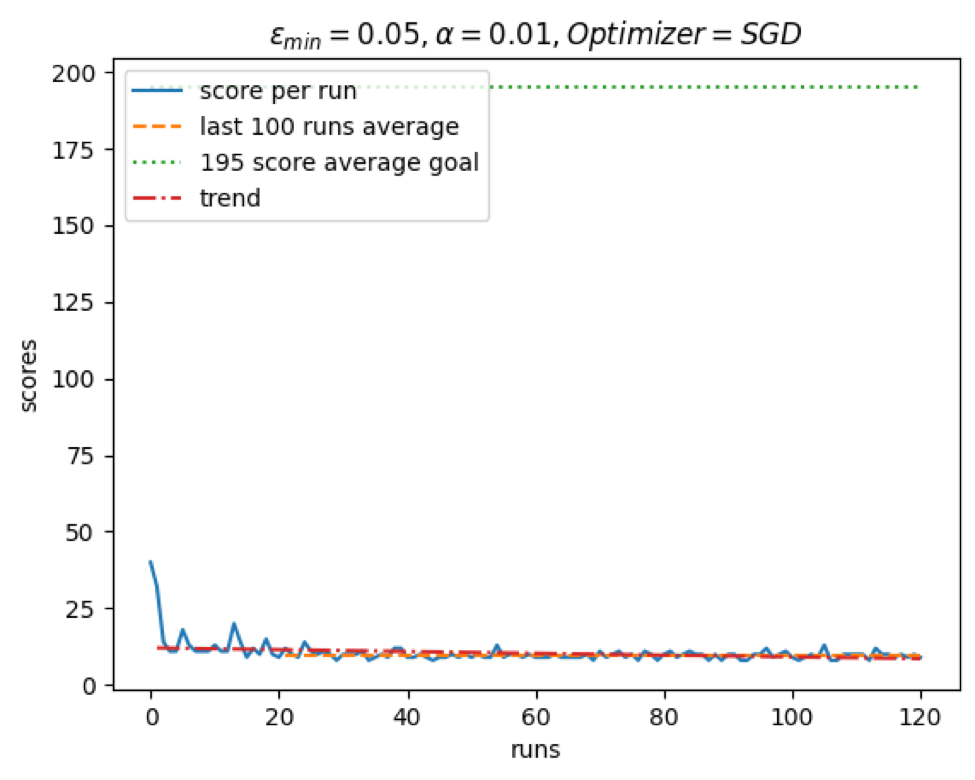 ε_min = 0.05, α = 0.01, Optimizer = SGD
200
175
150
125
100
75
50
25
0
scores
score per run
last 100 runs average
195 score average goal
trend
0 20 40 60 80 100 120
runs